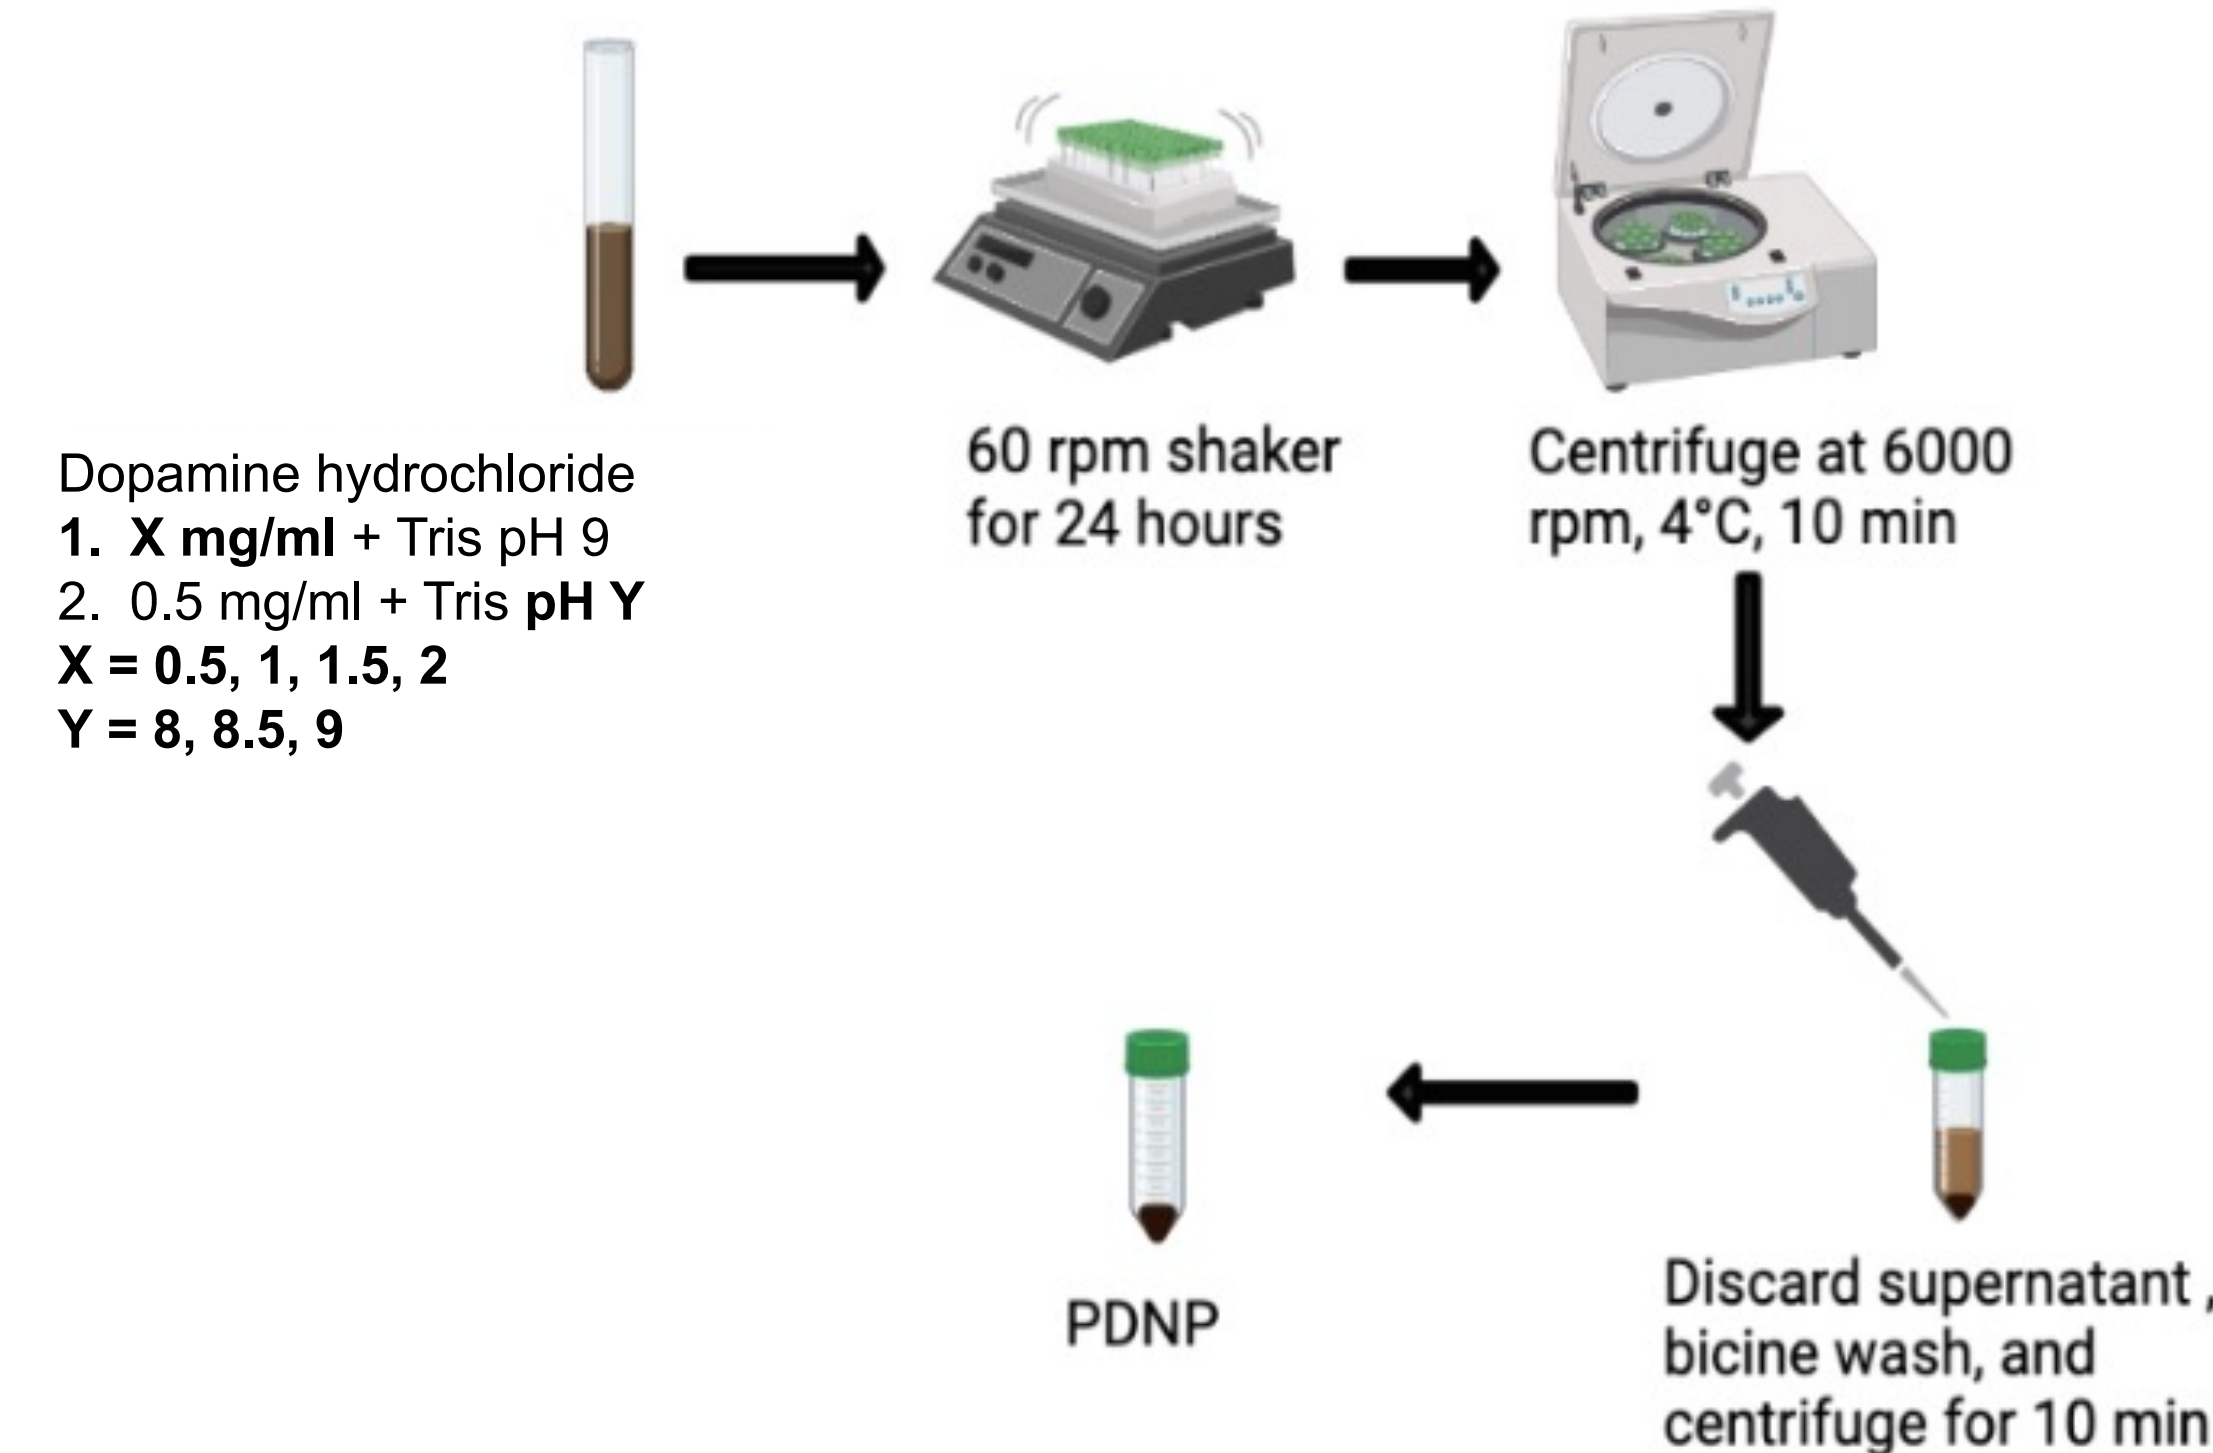 Dopamine hydrochloride
1. X mg/ml + Tris pH 9
2. 0.5 mg/ml + Tris pH Y
X = 0.5, 1, 1.5, 2
Y = 8, 8.5, 9
60 rpm shaker
for 24 hours
Centrifuge at 6000
rpm, 4°C, 10 min
Discard supernatant ,
bicine wash, and
centrifuge for 10 min
PDNP